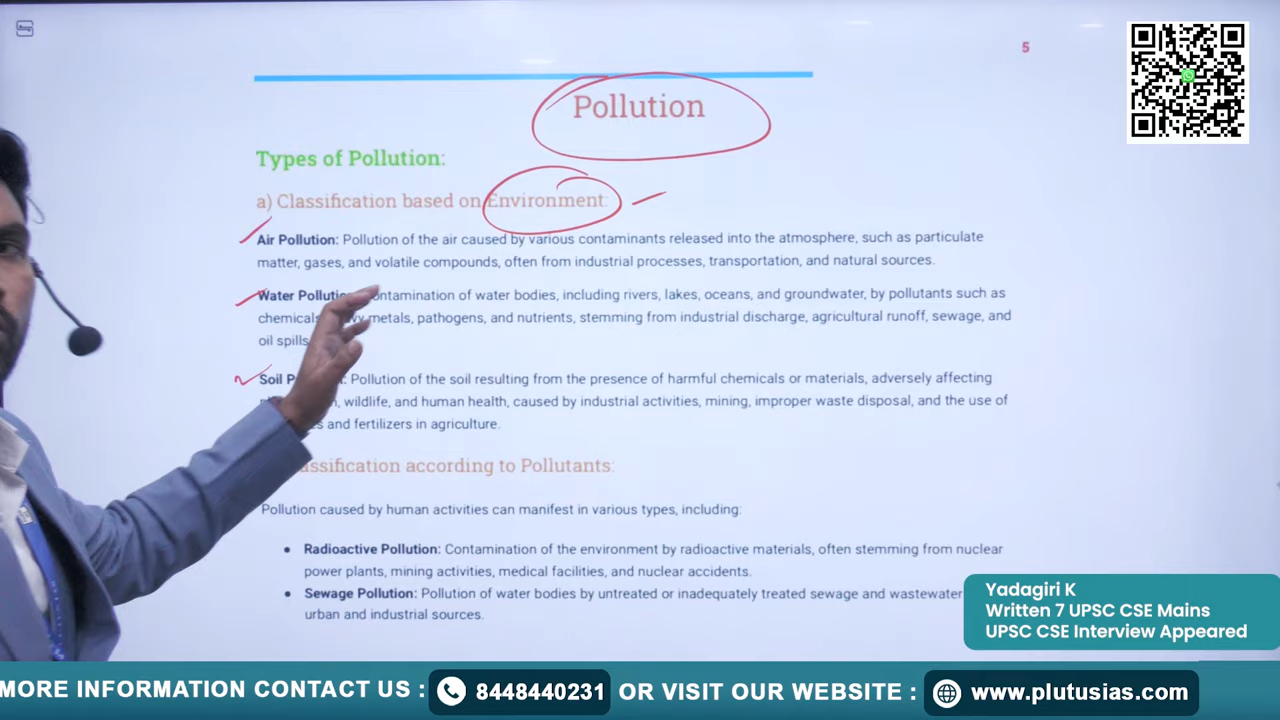 5
Pollution
Types of Pollution:
a) Classification based on Environment:
Air Pollution: Pollution of the air caused by various contaminants released into the atmosphere, such as particulate
matter, gases, and volatile compounds, often from industrial processes, transportation, and natural sources.
Water contamination of water bodies, including rivers, lakes, oceans, and groundwater, by pollutants such as
chemicals metals, pathogens, and nutrients, stemming from industrial discharge, agricultural runoff, sewage, and
oil spills
Soil Pollution of the soil resulting from the presence of harmful chemicals or materials, adversely affecting
wildlife, and human health, caused by industrial activities, mining, improper waste disposal, and the use of
and fertilizers in agriculture.
according to Pollutants:
Pollution caused by human activities can manifest in various types, including:
• Radioactive Pollution: Contamination of the environment by radioactive materials, often stemming from nuclear
power plants, mining activities, medical facilities, and nuclear accidents.
• Sewage Pollution: Pollution of water bodies by untreated or inadequately treated sewage and wastewater
urban and industrial sources.
Yadagiri K
Written 7 UPSC CSE Mains
UPSC CSE Interview Appeared
MORE INFORMATION CONTACT US : 8448440231 OR VISIT OUR WEBSITE : www.plutusias.com